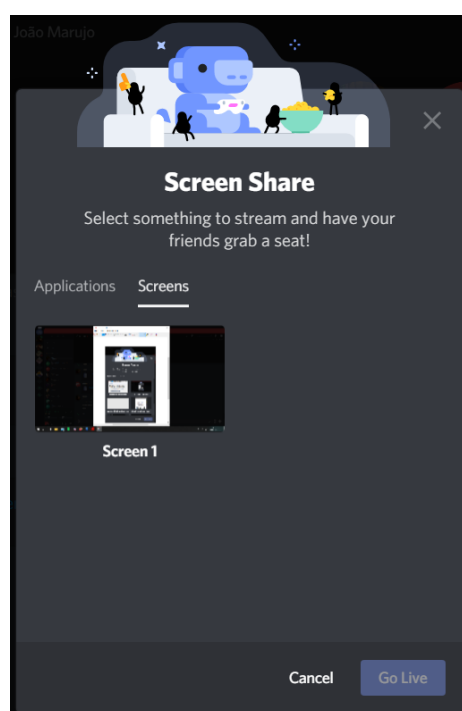 João Marujo
Screen Share
Select something to stream and have your
friends grab a seat!
Applications Screens
Screen 1
Cancel Go Live